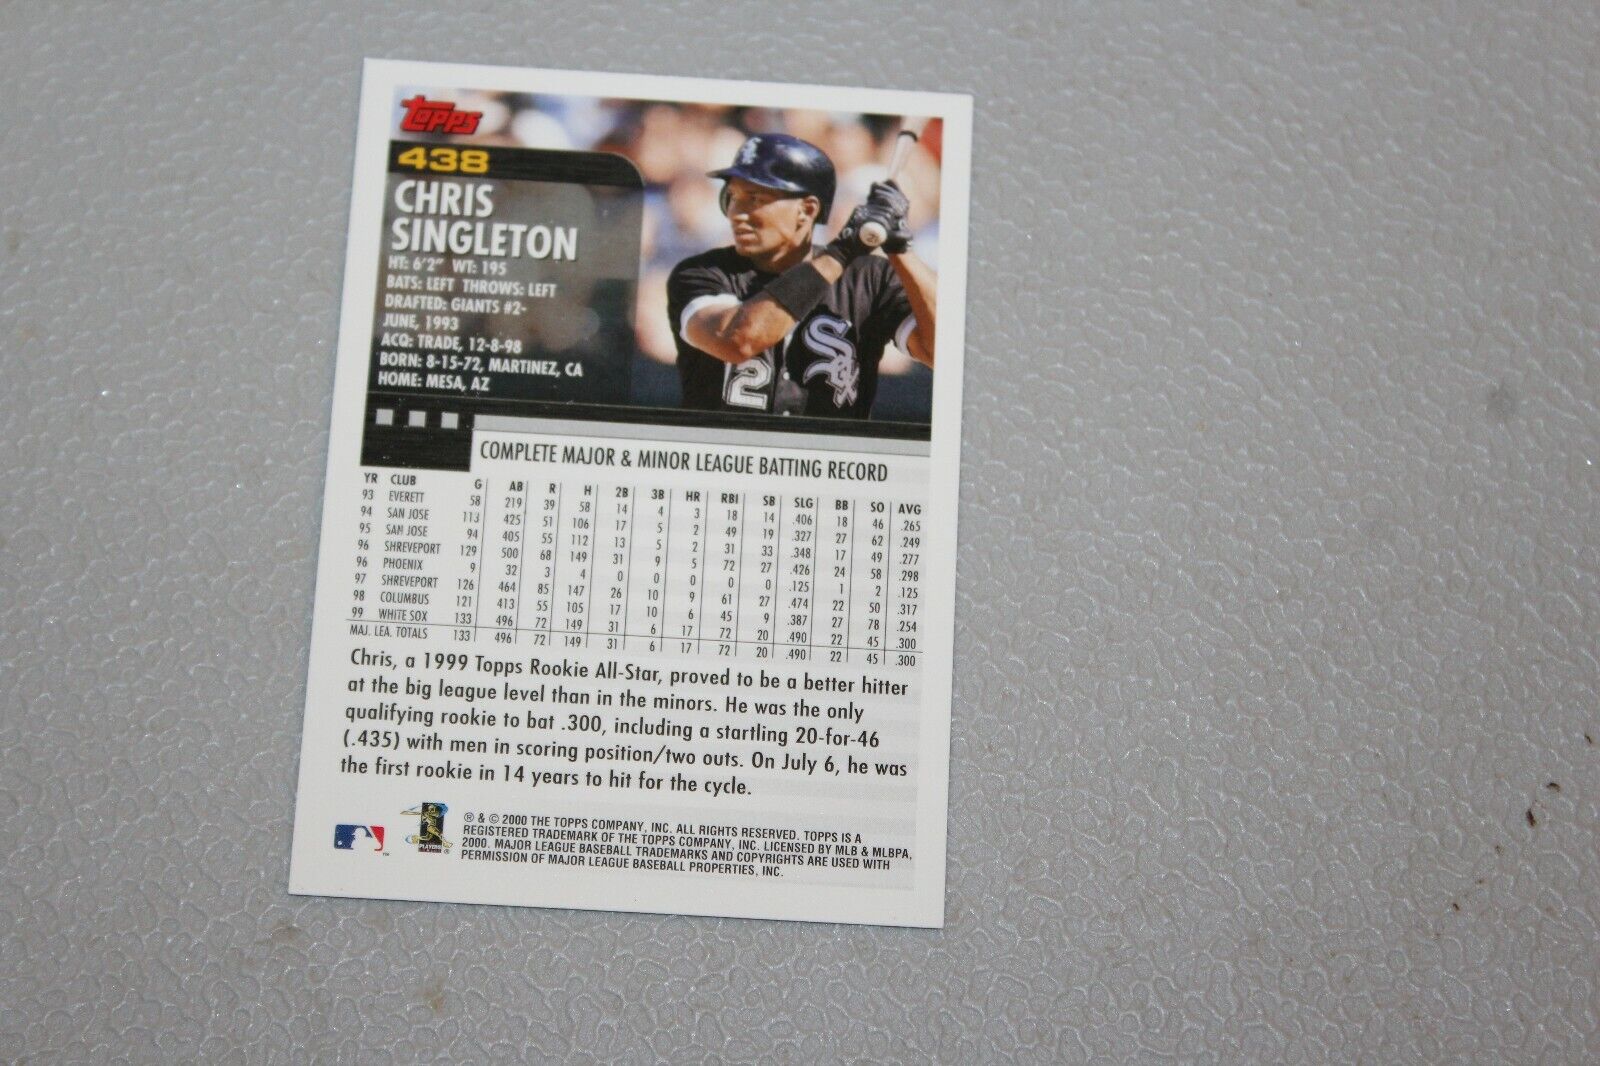 topps
438
CHRIS
SINGLETON
HT: 6'2" WT: 195
BATS: LEFT THROWS: LEFT
DRAFTED: GIANTS #2-
JUNE, 1993
ACQ: TRADE, 12-8-98
BORN: 8-15-72, MARTINEZ, CA
HOME: MESA, AZ
Sox
12
Sox
COMPLETE MAJOR & MINOR LEAGUE BATTING RECORD
YR CLUB G AB R H 2B 3B HR RBI SB SLG BB SO AVG
93 EVERETT 58 219 39 58 14 4 3 18 14 .406 18 46 .265
94 SAN JOSE 113 425 51 106 17 5 2 49 19 .327 27 62 .249
95 SAN JOSE 94 405 55 112 13 5 2 31 33 .348 17 49 .277
96 SHREVEPORT 129 500 68 149 31 9 5 72 27 .426 24 58 .298
96 PHOENIX 9 32 3 4 0 0 0 0 0 .125 1 2 .125
97 SHREVEPORT 126 464 85 147 26 10 9 61 27 .474 22 50 .317
98 COLUMBUS 121 413 55 105 17 10 6 45 9 .387 27 78 .254
99 WHITE SOX 133 496 72 149 31 6 17 72 20 .490 22 45 .300
MAJ. LEA. TOTALS 133 496 72 149 31 6 17 72 20 .490 22 45 .300
Chris, a 1999 Topps Rookie All-Star, proved to be a better hitter
at the big league level than in the minors. He was the only
qualifying rookie to bat .300, including a startling 20-for-46
(.435) with men in scoring position/two outs. On July 6, he was
the first rookie in 14 years to hit for the cycle.
® & © 2000 THE TOPPS COMPANY, INC. ALL RIGHTS RESERVED. TOPPS IS A
REGISTERED TRADEMARK OF THE TOPPS COMPANY, INC. LICENSED BY MLB & MLBPA,
2000. MAJOR LEAGUE BASEBALL TRADEMARKS AND COPYRIGHTS ARE USED WITH
PERMISSION OF MAJOR LEAGUE BASEBALL PROPERTIES, INC.
PLAYERS